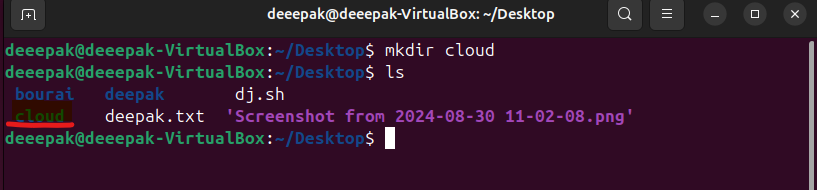 deeepak@deeepak-VirtualBox: ~/Desktop
deeepak@deeepak-VirtualBox:~/Desktop$ mkdir cloud
deeepak@deeepak-VirtualBox:~/Desktop$ ls
bourai deepak dj.sh
cloud deepak.txt 'Screenshot from 2024-08-30 11-02-08.png'
deeepak@deeepak-VirtualBox:~/Desktop$